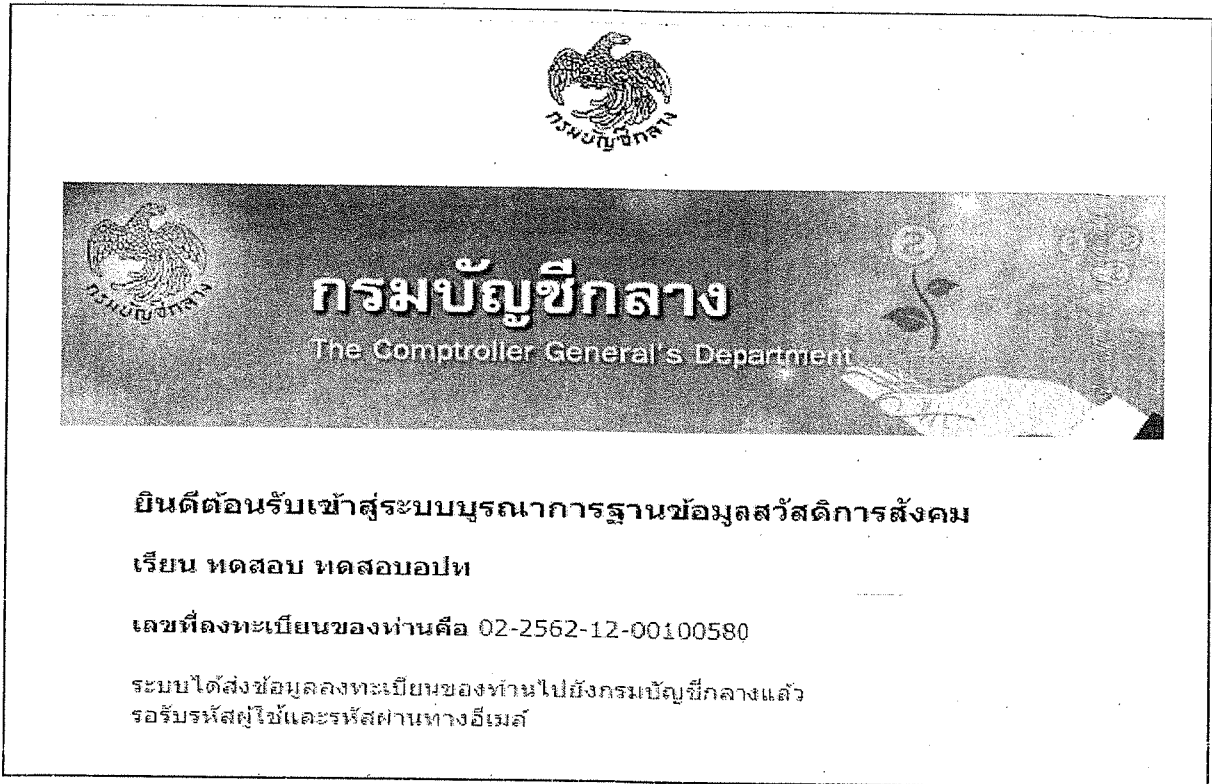 กรมบัญชีกลาง
กรมบัญชีกลาง
กรมบัญชีกลาง
The Comptroller General's Department
ยินดีต้อนรับเข้าสู่ระบบบูรณาการฐานข้อมูลสวัสดิการสังคม
เรียน ทดสอบ ทดสอบอปท
เลขที่ลงทะเบียนของท่านคือ 02-2562-12-00100580
ระบบได้ส่งข้อมูลลงทะเบียนของท่านไปยังกรมบัญชีกลางแล้ว
รอรับรหัสผู้ใช้และรหัสผ่านทางอีเมล์